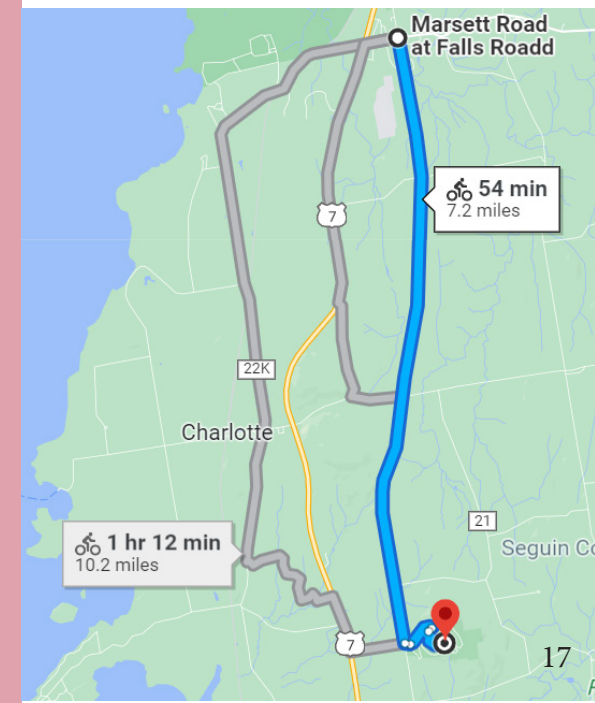 Marsett Road
at Falls Roadd
54 min
7.2 miles
7
22K
Charlotte
21
1 hr 12 min
10.2 miles
Seguin Co
7
17